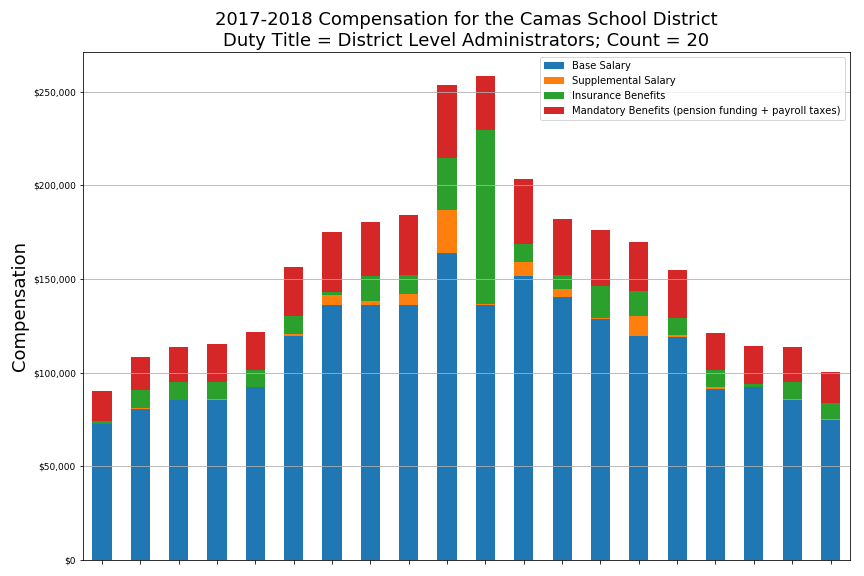 2017-2018 Compensation for the Camas School District
Duty Title = District Level Administrators; Count = 20
Base Salary
Supplemental Salary
Insurance Benefits
Mandatory Benefits (pension funding + payroll taxes)
$250,000
$200,000
$150,000
$100,000
$50,000
$0
Compensation